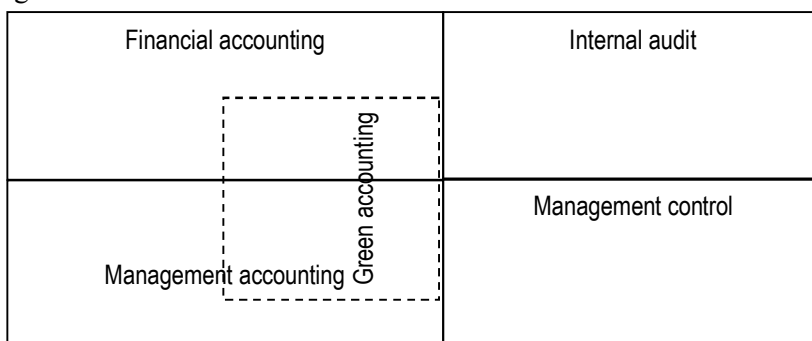 Financial accounting
Internal audit
Green accounting
Management control
Management accounting